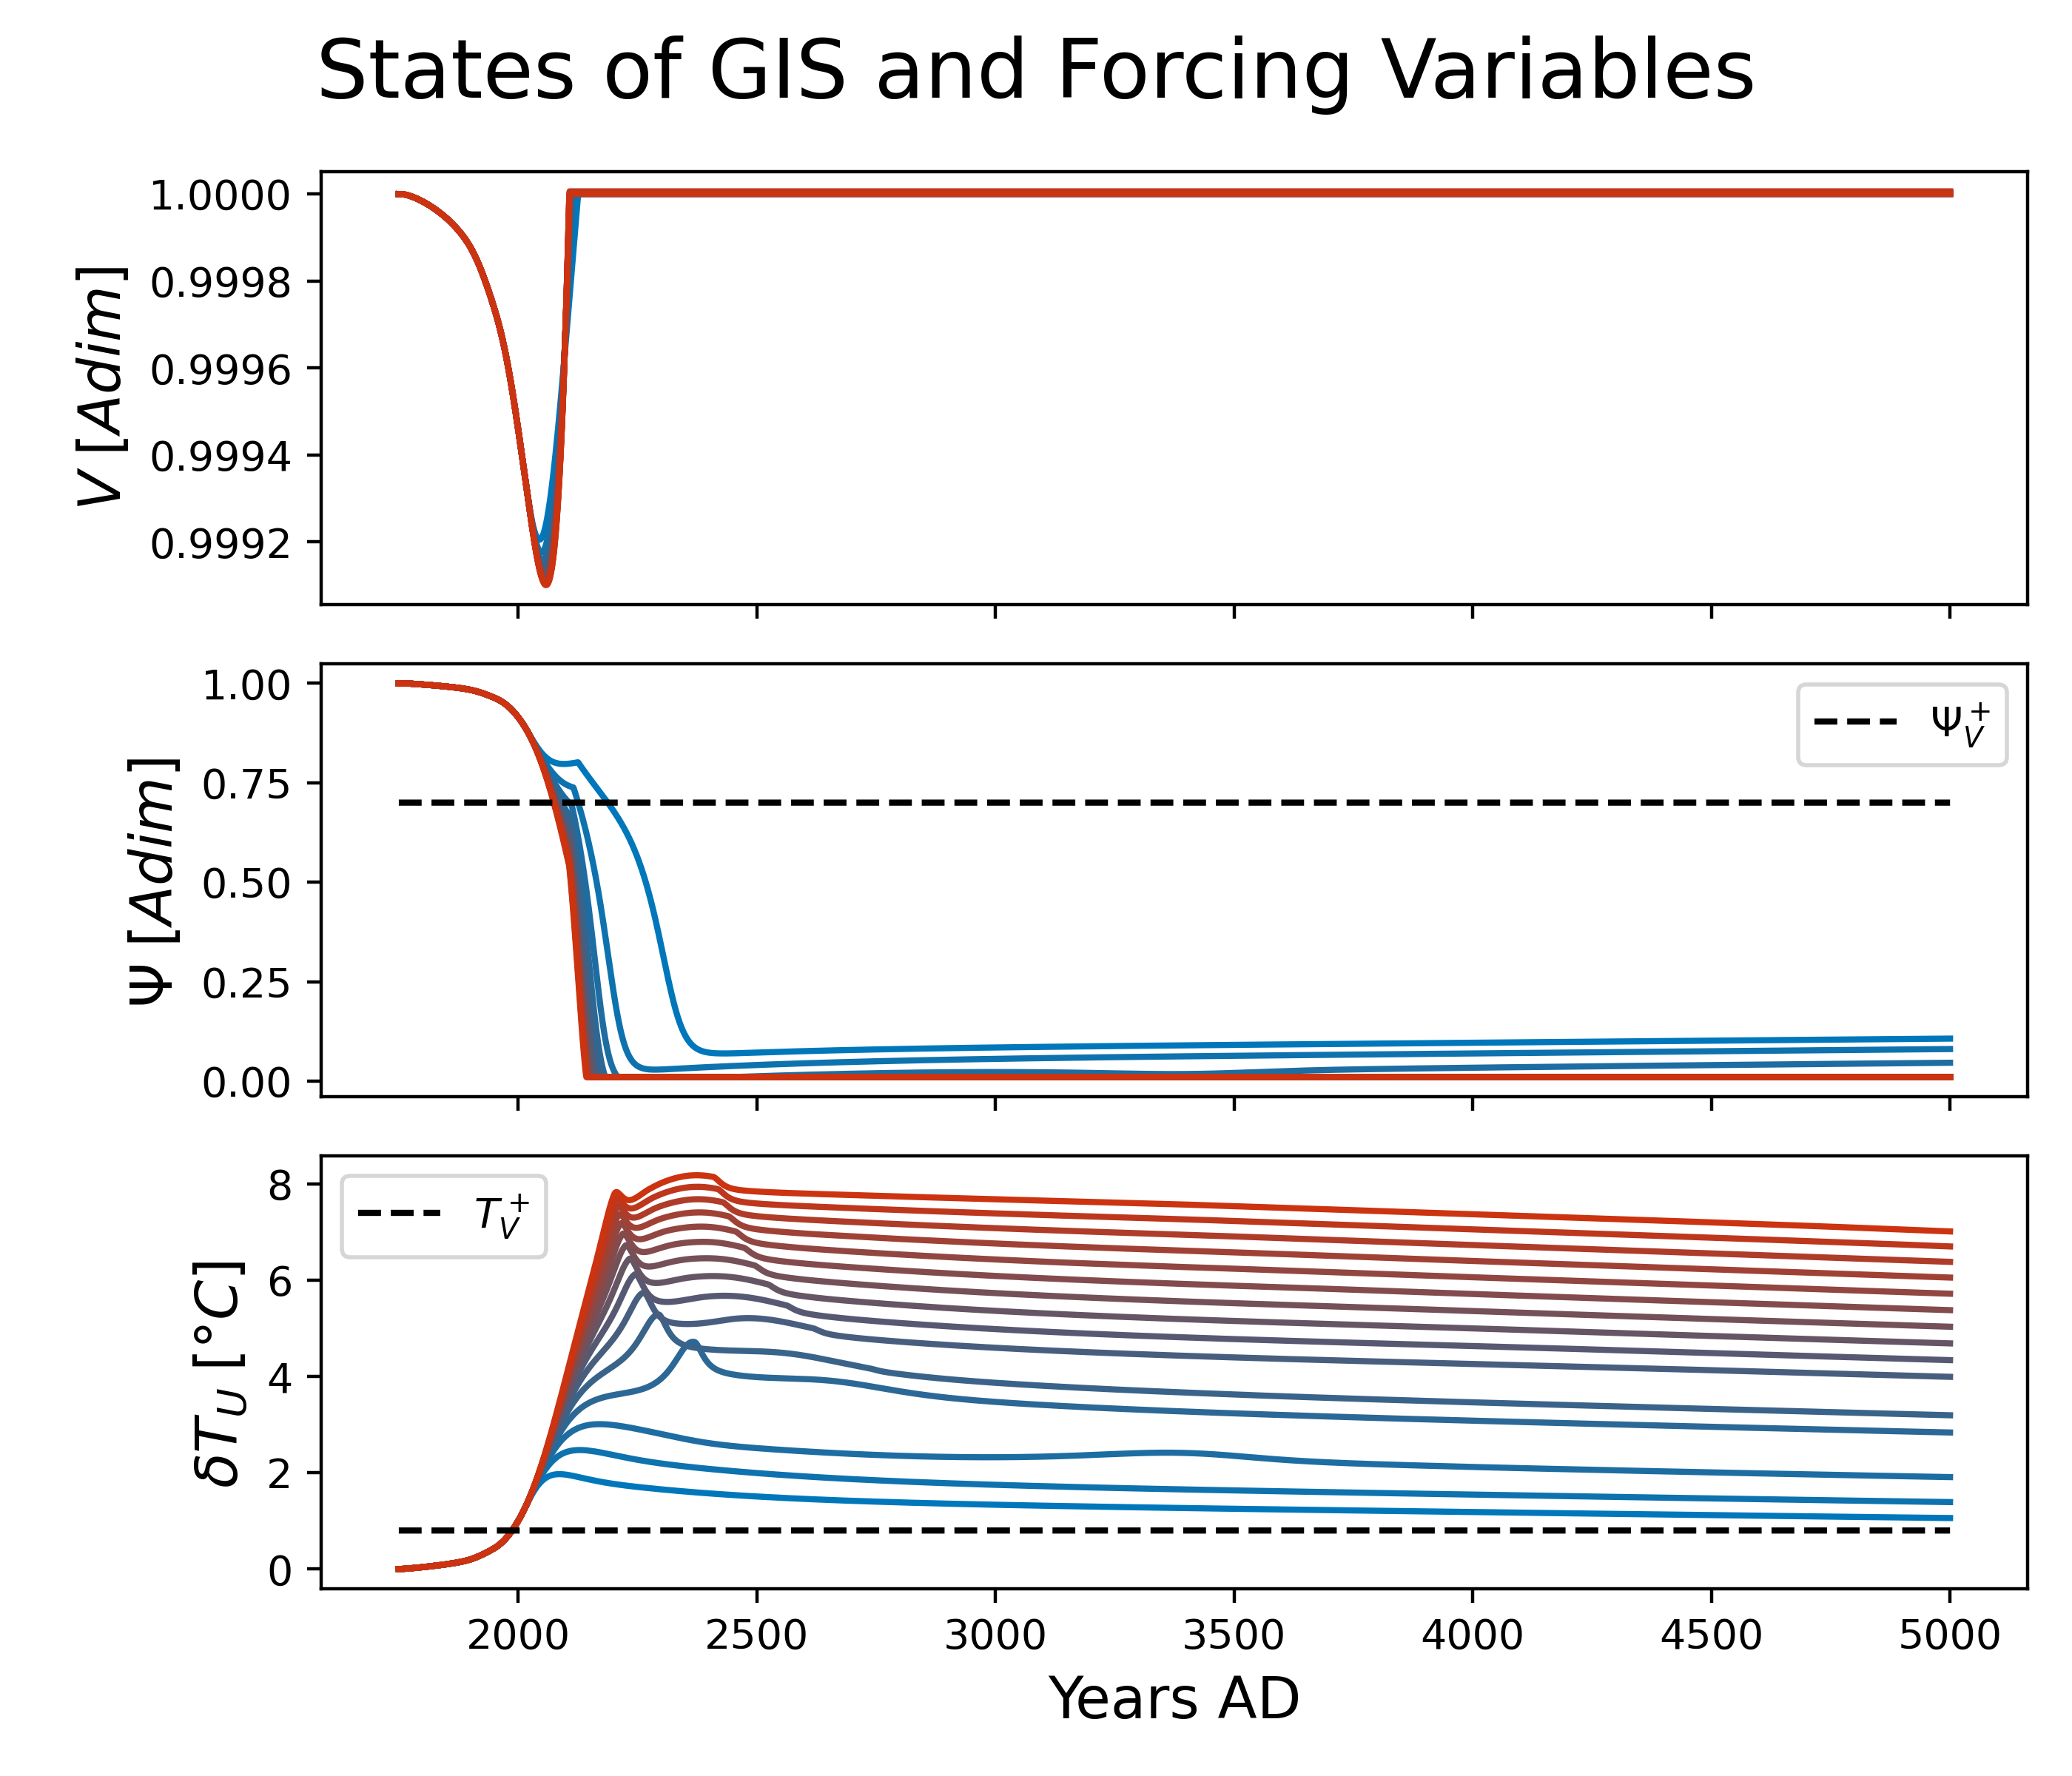 States of GIS and Forcing Variables
V [Adim]
1.0000
0.9998
0.9996
0.9994
0.9992
Ψ [Adim]
1.00
0.75
0.50
0.25
0.00
Ψ_V^+
δT_U [°C]
8
6
4
2
0
T_V^+
2000 2500 3000 3500 4000 4500 5000
Years AD